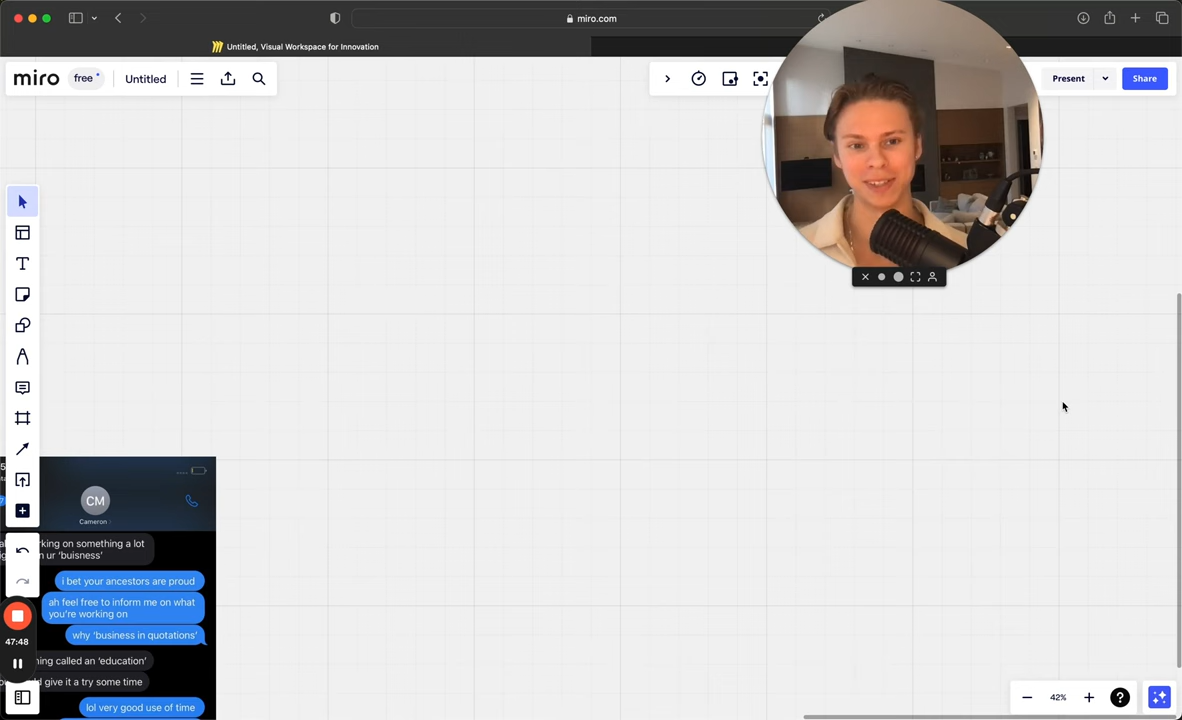 miro.com
Untitled, Visual Workspace for Innovation
miro
free
Untitled
Present
Share
CM
Cameron
king on something a lot
n ur 'buisness'
i bet your ancestors are proud
ah feel free to inform me on what
you're working on
why 'business in quotations'
ning called an 'education'
give it a try some time
lol very good use of time
47:48
42%
?